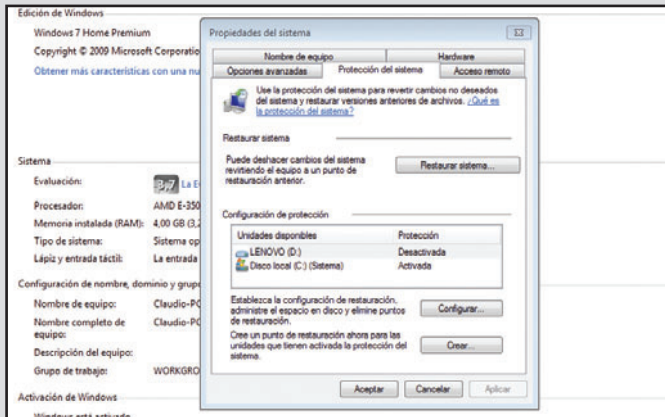 Edición de Windows
Windows 7 Home Premium
Copyright © 2009 Microsoft Corporatio
Obtener más características con una nu
Sistema
Evaluación:
3,7 La E
Procesador: AMD E-350
Memoria instalada (RAM): 4,00 GB (3,2
Tipo de sistema: Sistema op
Lápiz y entrada táctil: La entrada
Configuración de nombre, dominio y grupo
Nombre de equipo: Claudio-PC
Nombre completo de Claudio-PC
equipo:
Descripción del equipo:
Grupo de trabajo: WORKGRO
Activación de Windows
Windows está activado
Propiedades del sistema
Nombre de equipo Hardware
Opciones avanzadas Protección del sistema Acceso remoto
Use la protección del sistema para revertir cambios no deseados
del sistema y restaurar versiones anteriores de archivos. ¿Qué es
la protección del sistema?
Restaurar sistema
Puede deshacer cambios del sistema
revirtiendo el equipo a un punto de
restauración anterior.
Restaurar sistema...
Configuración de protección
Unidades disponibles Protección
LENOVO (D:) Desactivada
Disco local (C:) (Sistema) Activada
Establezca la configuración de restauración,
administre el espacio en disco y elimine puntos
de restauración.
Configurar...
Cree un punto de restauración ahora para las
unidades que tienen activada la protección del
sistema.
Crear...
Aceptar Cancelar Aplicar